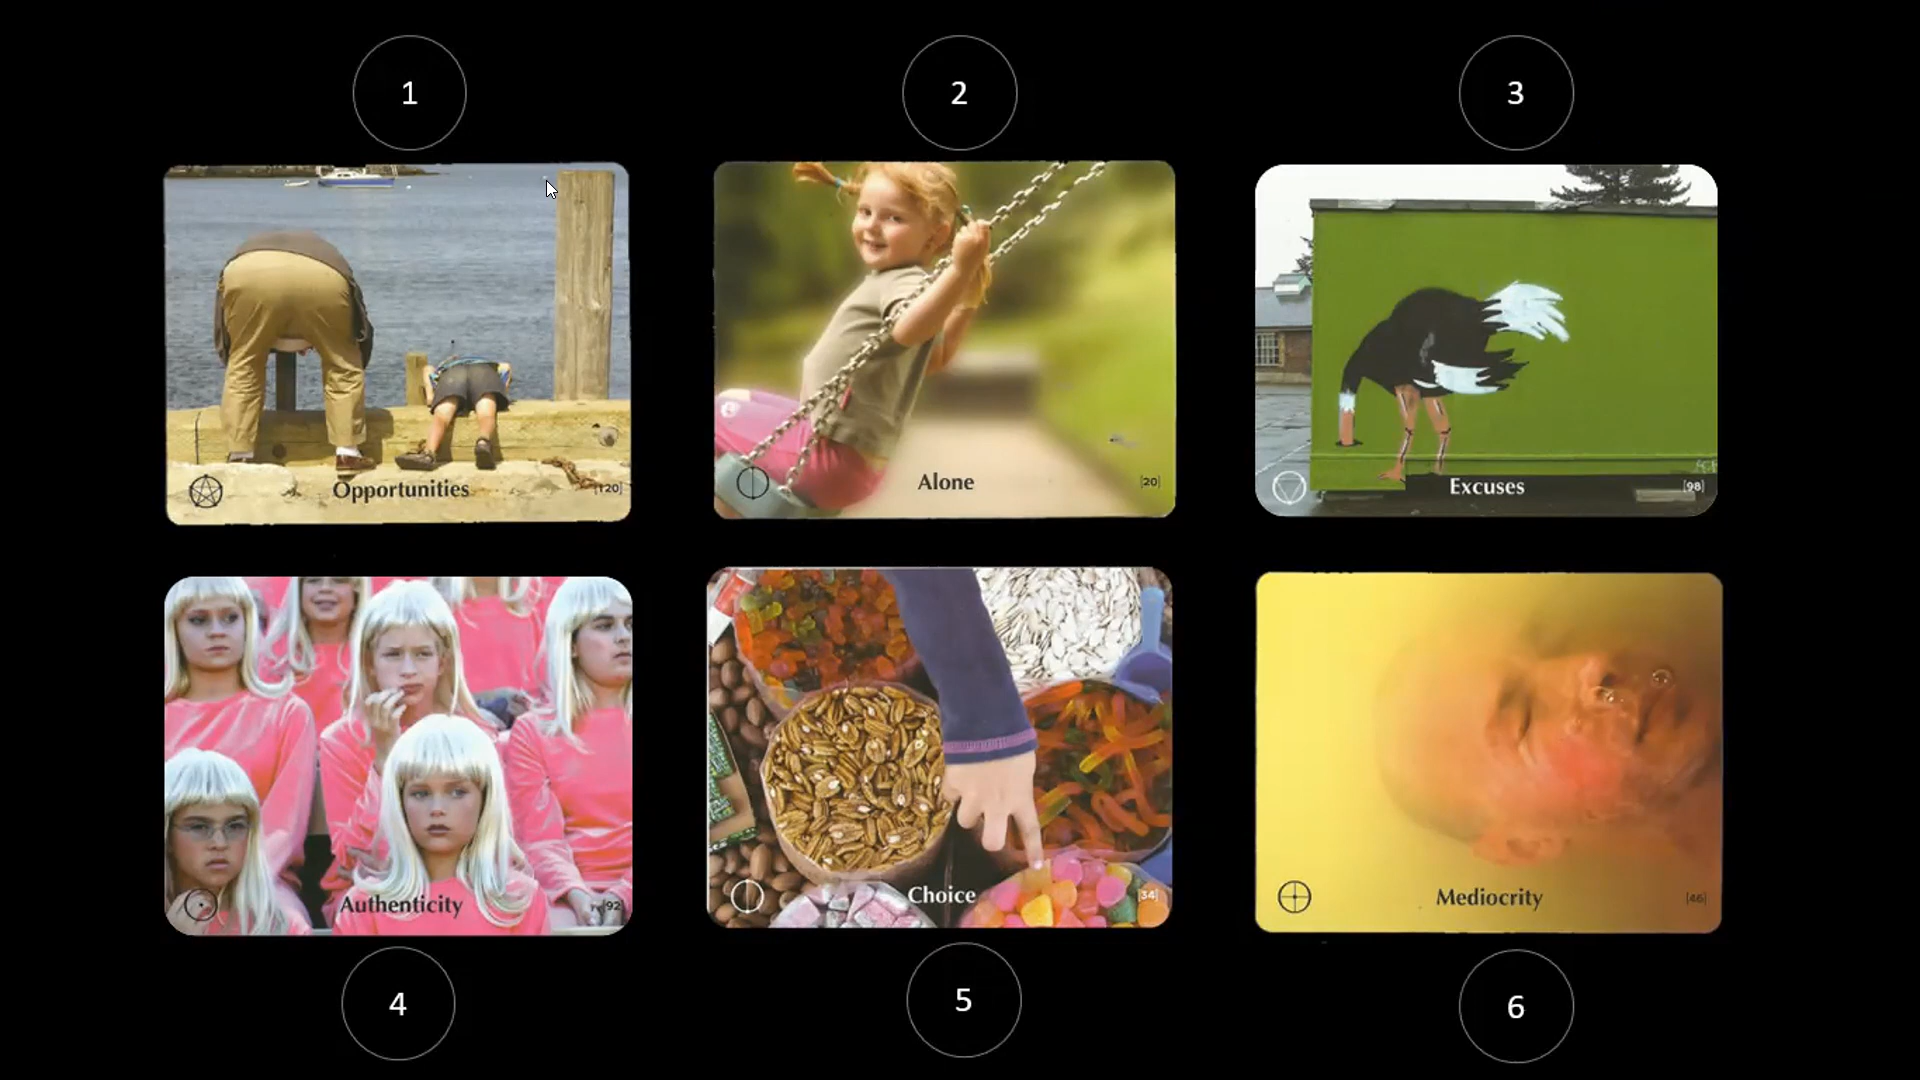 1
2
3
Opportunities
[120]
Alone
[20]
Excuses
[98]
Authenticity
92]
Choice
[34]
Mediocrity
[46]
4
5
6